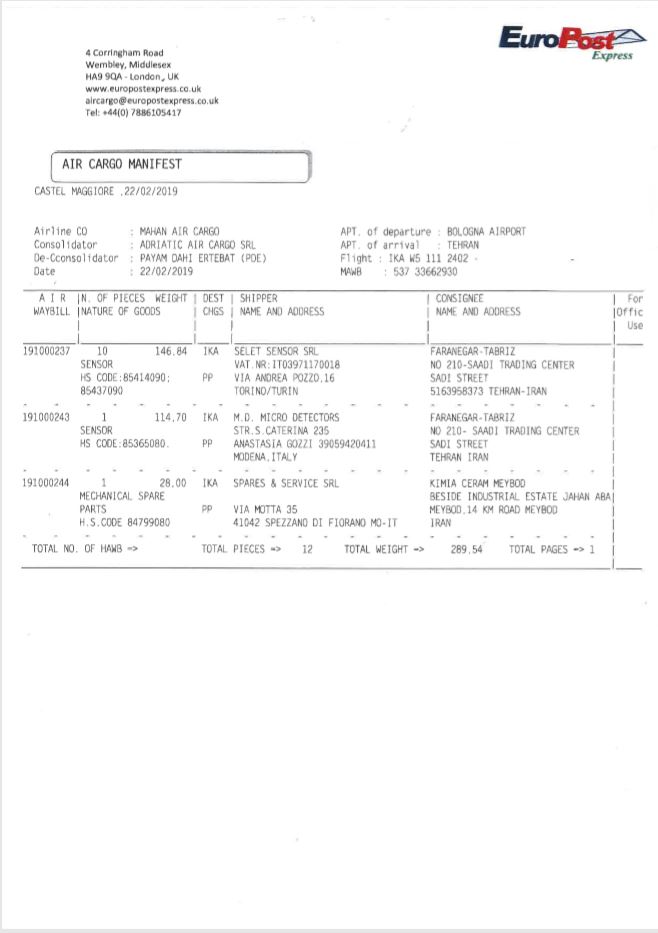 EuroPost
Express
4 Corringham Road
Wembley, Middlesex
HA9 9QA - London, UK
www.europostexpress.co.uk
aircargo@europostexpress.co.uk
Tel: +44(0) 7886105417
AIR CARGO MANIFEST
CASTEL MAGGIORE ,22/02/2019
Airline CO : MAHAN AIR CARGO APT. of departure : BOLOGNA AIRPORT
Consolidator : ADRIATIC AIR CARGO SRL APT. of arrival : TEHRAN
De-Cconsolidator : PAYAM DAHI ERTEBAT (PDE) Flight : IKA W5 111 2402 -
Date : 22/02/2019 MAWB : 537 33662930
A I R N. OF PIECES WEIGHT DEST SHIPPER CONSIGNEE For
WAYBILL NATURE OF GOODS CHGS NAME AND ADDRESS NAME AND ADDRESS Offic
Use
191000237 10 146.84 IKA SELET SENSOR SRL FARANEGAR-TABRIZ
SENSOR VAT.NR:IT03971170018 NO 210-SAADI TRADING CENTER
HS CODE:85414090; PP VIA ANDREA POZZO,16 SADI STREET
85437090 TORINO/TURIN 5163958373 TEHRAN-IRAN
191000243 1 114,70 IKA M.D. MICRO DETECTORS FARANEGAR-TABRIZ
SENSOR STR.S.CATERINA 235 NO 210- SAADI TRADING CENTER
HS CODE:85365080. PP ANASTASIA GOZZI 39059420411 SADI STREET
MODENA,ITALY TEHRAN IRAN
191000244 1 28.00 IKA SPARES & SERVICE SRL KIMIA CERAM MEYBOD
MECHANICAL SPARE BESIDE INDUSTRIAL ESTATE JAHAN ABA
PARTS PP VIA MOTTA 35 MEYBOD,14 KM ROAD MEYBOD
H.S.CODE 84799080 41042 SPEZZANO DI FIORANO MO-IT IRAN
TOTAL NO. OF HAWB => TOTAL PIECES => 12 TOTAL WEIGHT => 289,54 TOTAL PAGES => 1